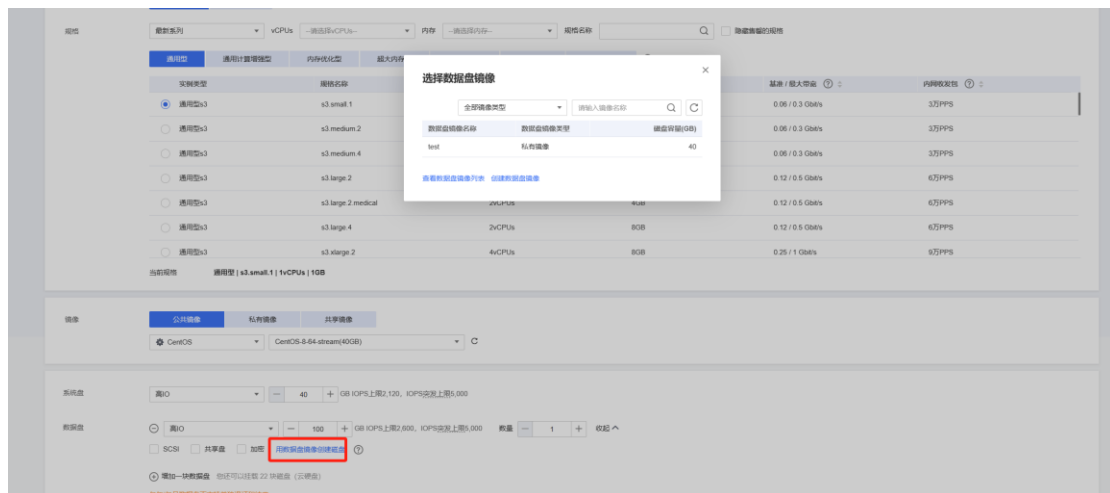 规格 最新系列 vCPUs --请选择vCPUs-- 内存 --请选择内存-- 规格名称 隐藏售罄的规格
通用型 通用计算增强型 内存优化型 超大内存
选择数据盘镜像 ×
实例类型 规格名称 基准 / 最大带宽 内网收发包
全部镜像类型 请输入镜像名称
通用型s3 s3.small.1 0.06 / 0.3 Gbit/s 3万PPS
数据盘镜像名称 数据盘镜像类型 磁盘容量(GB)
通用型s3 s3.medium.2 0.06 / 0.3 Gbit/s 3万PPS
test 私有镜像 40
通用型s3 s3.medium.4 0.06 / 0.3 Gbit/s 3万PPS
查看数据盘镜像列表 创建数据盘镜像
通用型s3 s3.large.2 0.12 / 0.5 Gbit/s 6万PPS
通用型s3 s3.large.2.medical 2vCPUs 4GB 0.12 / 0.5 Gbit/s 6万PPS
通用型s3 s3.large.4 2vCPUs 8GB 0.12 / 0.5 Gbit/s 6万PPS
通用型s3 s3.xlarge.2 4vCPUs 8GB 0.25 / 1 Gbit/s 9万PPS
当前规格 通用型 | s3.small.1 | 1vCPUs | 1GB
镜像 公共镜像 私有镜像 共享镜像
CentOS CentOS-8-64-stream(40GB)
系统盘 高IO 40 GB IOPS上限2,120，IOPS突发上限5,000
数据盘 高IO 100 GB IOPS上限2,600，IOPS突发上限5,000 数量 1 收起
SCSI 共享盘 加密 用数据盘镜像创建磁盘
增加一块数据盘 您还可以挂载 22 块磁盘（云硬盘）